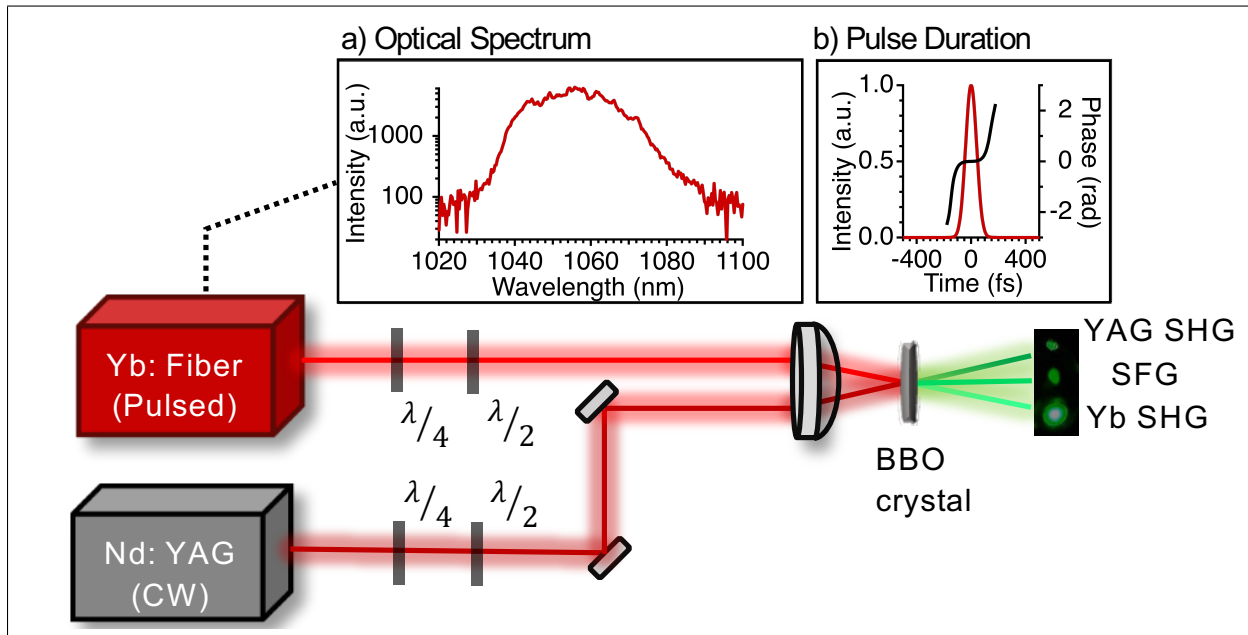 a) Optical Spectrum
Intensity (a.u.)
1000
100
1020 1040 1060 1080 1100
Wavelength (nm)
b) Pulse Duration
Intensity (a.u.)
1.0
0.5
0.0
2
0
-2
Phase (rad)
-400 0 400
Time (fs)
Yb: Fiber
(Pulsed)
λ/4
λ/2
YAG SHG
SFG
Yb SHG
BBO
crystal
λ/4
λ/2
Nd: YAG
(CW)